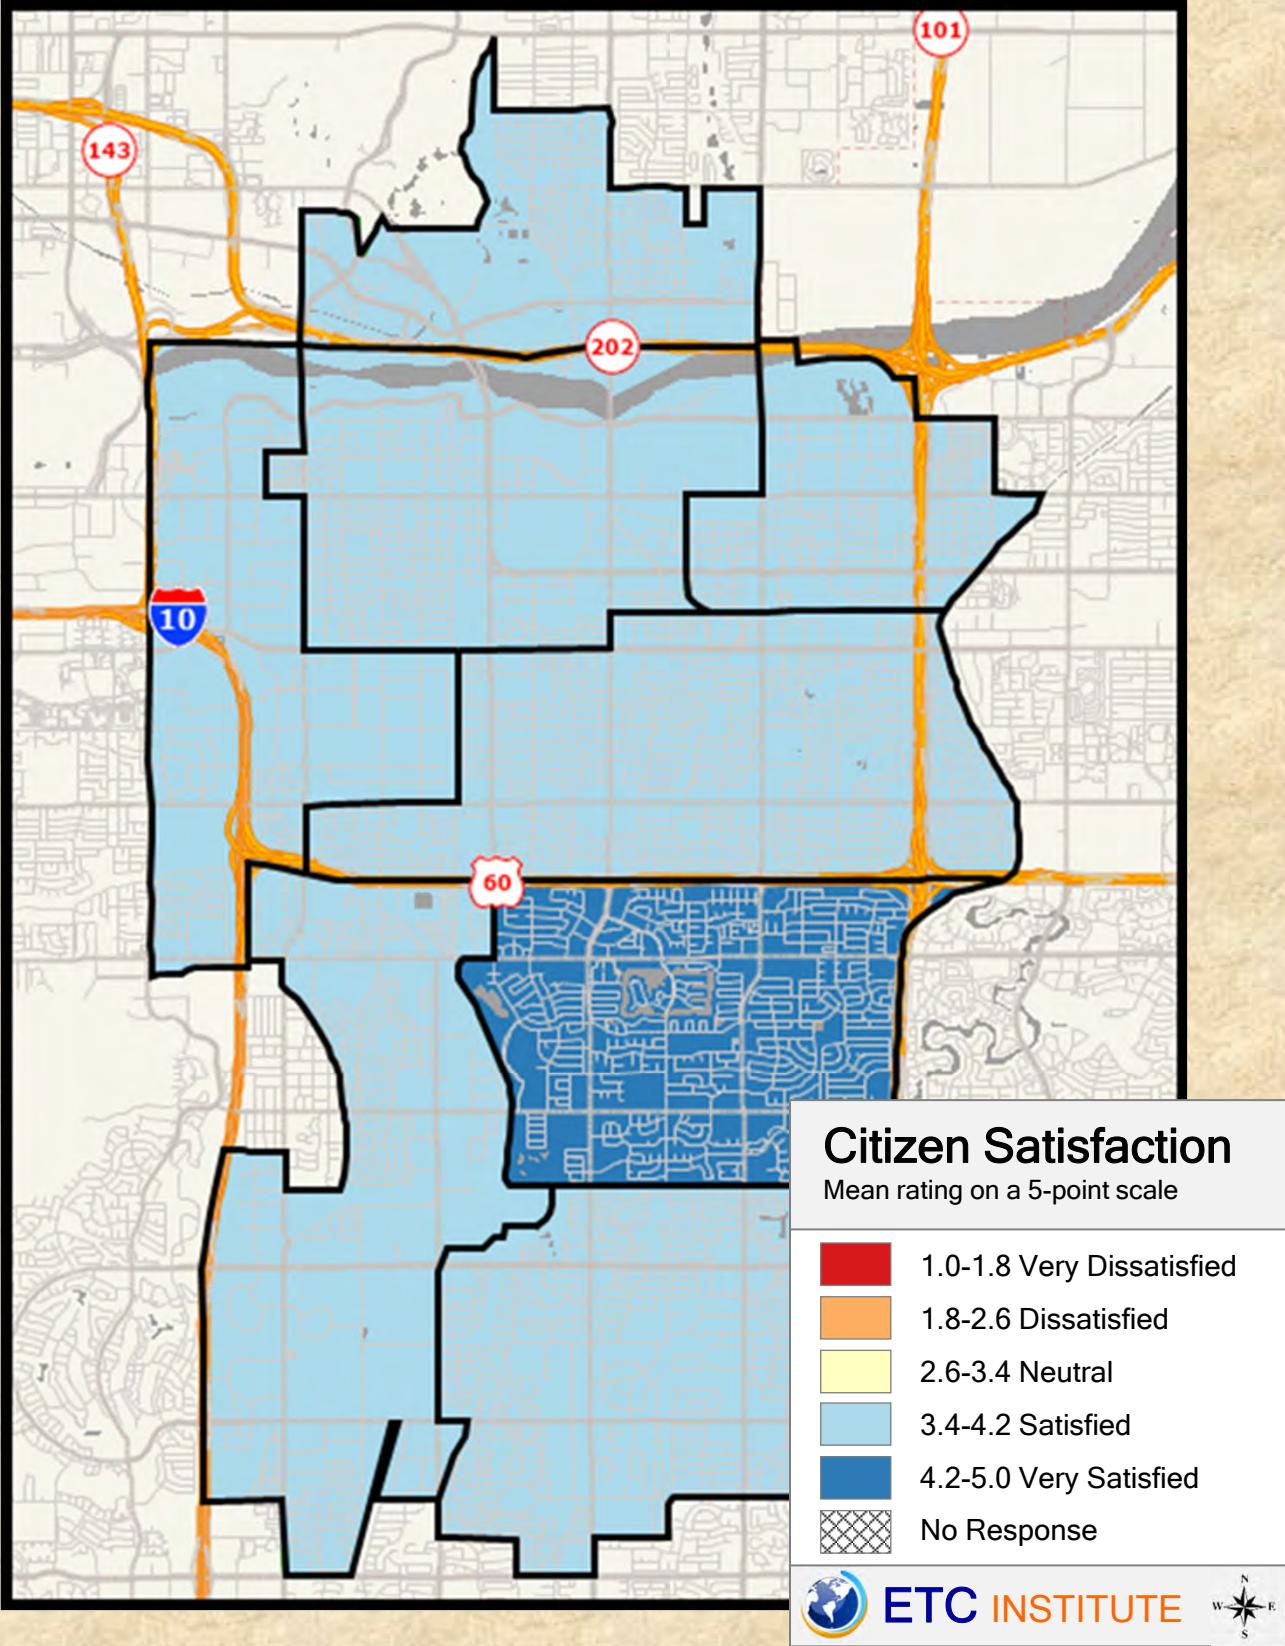 101
143
202
10
60
Citizen Satisfaction
Mean rating on a 5-point scale
1.0-1.8 Very Dissatisfied
1.8-2.6 Dissatisfied
2.6-3.4 Neutral
3.4-4.2 Satisfied
4.2-5.0 Very Satisfied
No Response
ETC INSTITUTE
N
W E
S